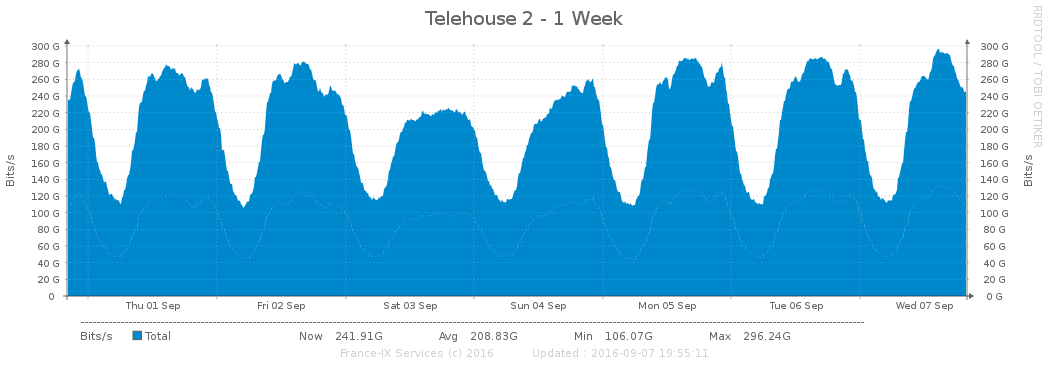 Telehouse 2 - 1 Week
RRDTOOL / TOBI OETIKER
Bits/s
300 G 300 G
280 G 280 G
260 G 260 G
240 G 240 G
220 G 220 G
200 G 200 G
180 G 180 G
160 G 160 G
140 G 140 G
120 G 120 G
100 G 100 G
80 G 80 G
60 G 60 G
40 G 40 G
20 G 20 G
0 0 G
Bits/s
Thu 01 Sep Fri 02 Sep Sat 03 Sep Sun 04 Sep Mon 05 Sep Tue 06 Sep Wed 07 Sep
Bits/s Total Now 241.91G Avg 208.83G Min 106.07G Max 296.24G
France-IX Services (c) 2016 Updated : 2016-09-07 19:55:11